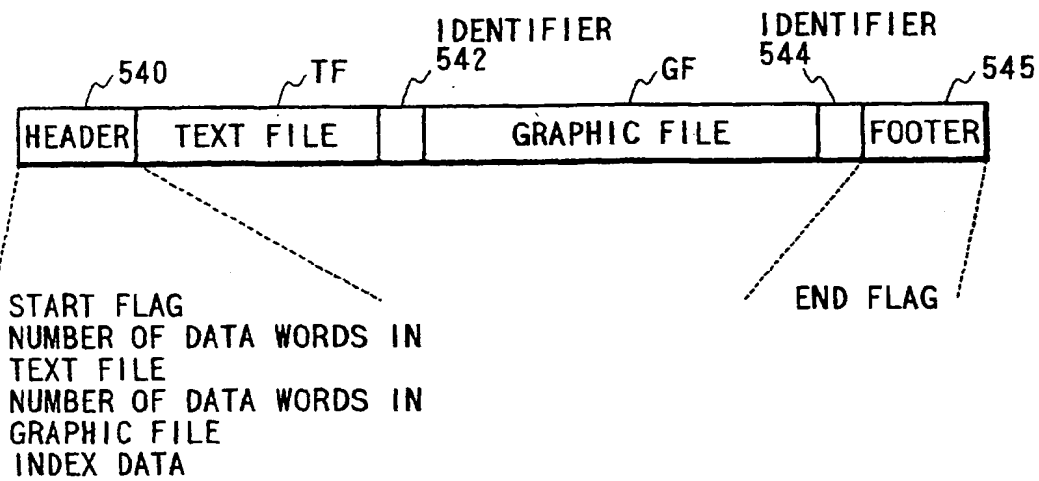 IDENTIFIER
542
IDENTIFIER
544
540
TF
GF
545
HEADER
TEXT FILE
GRAPHIC FILE
FOOTER
START FLAG
NUMBER OF DATA WORDS IN
TEXT FILE
NUMBER OF DATA WORDS IN
GRAPHIC FILE
INDEX DATA
END FLAG